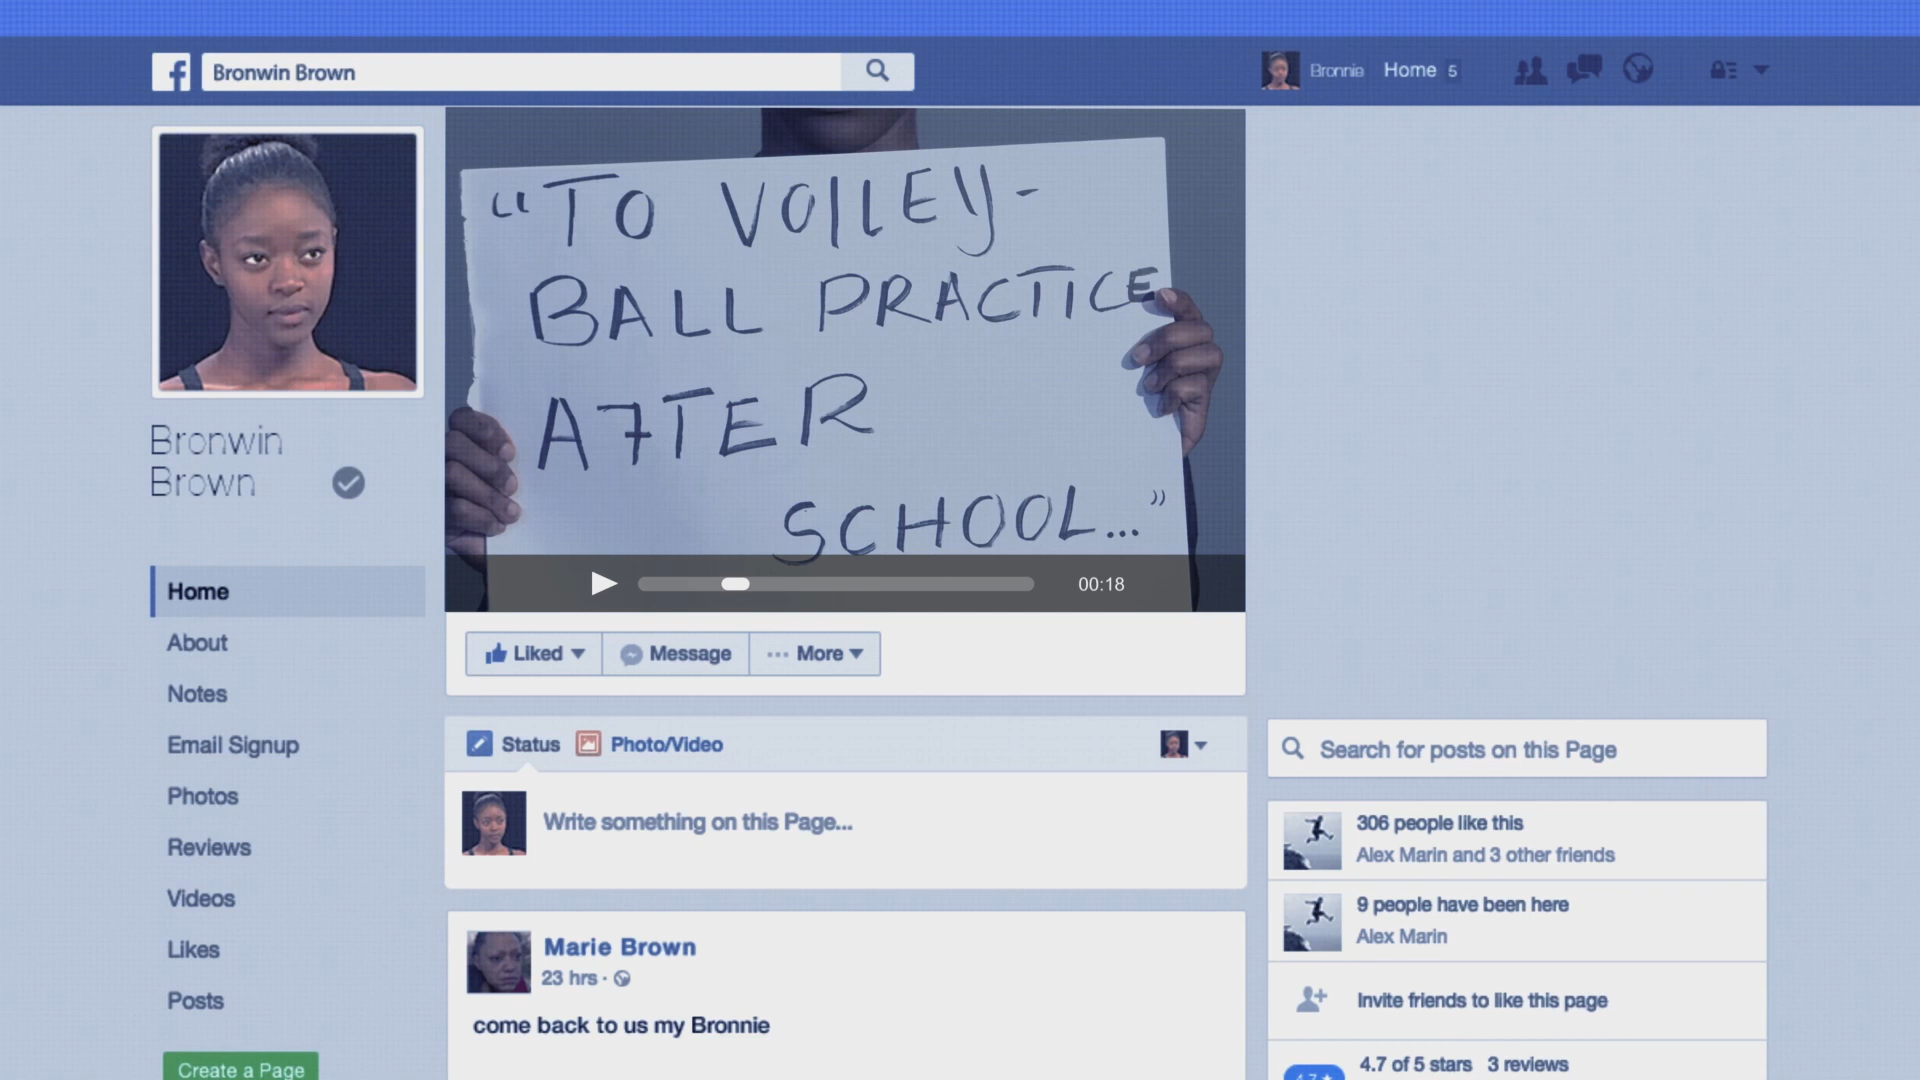 f
Bronwin Brown
Bronnie Home 5
“TO VOLLEY-
BALL PRACTICE
AFTER
SCHOOL...”
00:18
Bronwin
Brown
Home
About
Notes
Email Signup
Photos
Reviews
Videos
Likes
Posts
Create a Page
Liked Message ··· More
Status Photo/Video
Write something on this Page...
Marie Brown
23 hrs ·
come back to us my Bronnie
Search for posts on this Page
306 people like this
Alex Marin and 3 other friends
9 people have been here
Alex Marin
Invite friends to like this page
4.7 of 5 stars 3 reviews
4.7 ★